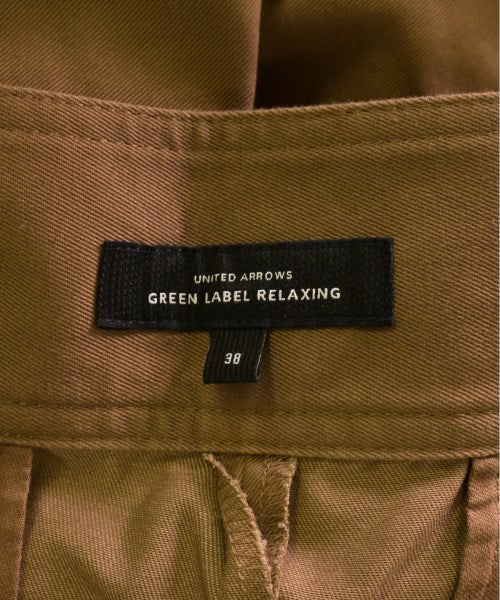 UNITED ARROWS
GREEN LABEL RELAXING
38